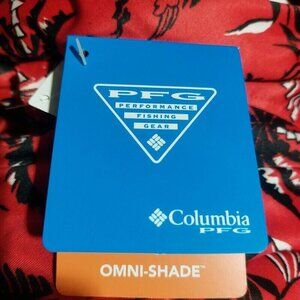 PFG
PERFORMANCE
FISHING
GEAR
Columbia
PFG
OMNI-SHADE™